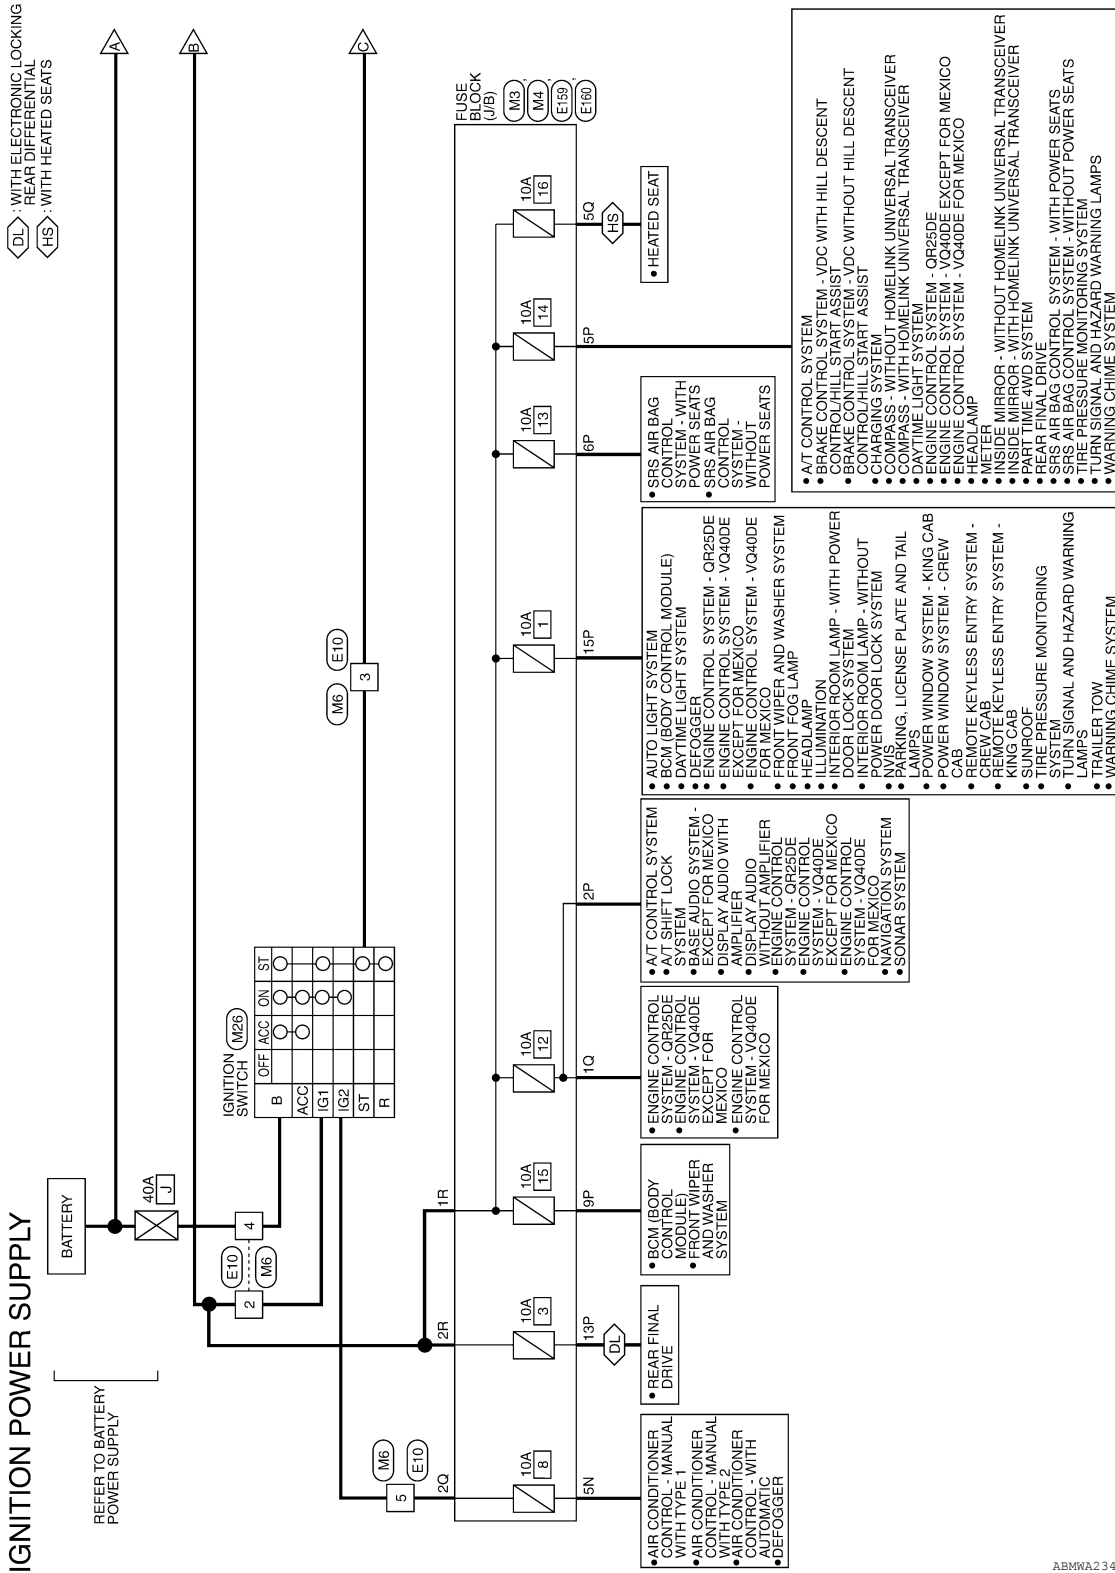 IGNITION POWER SUPPLY
REFER TO BATTERY
POWER SUPPLY
BATTERY
40A
J
A
B
C
DL : WITH ELECTRONIC LOCKING
REAR DIFFERENTIAL
HS : WITH HEATED SEATS
4
E10
M6
2
IGNITION
SWITCH
M26
OFF
ACC
ON
ST
B
ACC
IG1
IG2
ST
R
M6
E10
3
M6
E10
5
2Q
2R
1R
FUSE
BLOCK
(J/B)
M3 ,
M4 ,
E159 ,
E160
10A
8
10A
3
10A
15
10A
12
10A
1
10A
13
10A
14
10A
16
5N
13P
9P
1Q
2P
15P
6P
5P
5Q
DL
HS
• AIR CONDITIONER
CONTROL - MANUAL
WITH TYPE 1
• AIR CONDITIONER
CONTROL - MANUAL
WITH TYPE 2
• AIR CONDITIONER
CONTROL - WITH
AUTOMATIC
• DEFOGGER
• REAR FINAL
DRIVE
• BCM (BODY
CONTROL
MODULE)
• FRONT WIPER
AND WASHER
SYSTEM
• ENGINE CONTROL
SYSTEM - QR25DE
• ENGINE CONTROL
SYSTEM - VQ40DE
EXCEPT FOR
MEXICO
• ENGINE CONTROL
SYSTEM - VQ40DE
FOR MEXICO
• A/T CONTROL SYSTEM
• A/T SHIFT LOCK
SYSTEM
• BASE AUDIO SYSTEM -
EXCEPT FOR MEXICO
• DISPLAY AUDIO WITH
AMPLIFIER
• DISPLAY AUDIO
WITHOUT AMPLIFIER
• ENGINE CONTROL
SYSTEM - QR25DE
• ENGINE CONTROL
SYSTEM - VQ40DE
EXCEPT FOR MEXICO
• ENGINE CONTROL
SYSTEM - VQ40DE
FOR MEXICO
• NAVIGATION SYSTEM
• SONAR SYSTEM
• AUTO LIGHT SYSTEM
• BCM (BODY CONTROL MODULE)
• DAYTIME LIGHT SYSTEM
• DEFOGGER
• ENGINE CONTROL SYSTEM - QR25DE
• ENGINE CONTROL SYSTEM - VQ40DE
EXCEPT FOR MEXICO
• ENGINE CONTROL SYSTEM - VQ40DE
FOR MEXICO
• FRONT WIPER AND WASHER SYSTEM
• FRONT FOG LAMP
• HEADLAMP
• ILLUMINATION
• INTERIOR ROOM LAMP - WITH POWER
DOOR LOCK SYSTEM
• INTERIOR ROOM LAMP - WITHOUT
POWER DOOR LOCK SYSTEM
• NVIS
• PARKING, LICENSE PLATE AND TAIL
LAMPS
• POWER WINDOW SYSTEM - KING CAB
• POWER WINDOW SYSTEM - CREW
CAB
• REMOTE KEYLESS ENTRY SYSTEM -
CREW CAB
• REMOTE KEYLESS ENTRY SYSTEM -
KING CAB
• SUNROOF
• TIRE PRESSURE MONITORING
SYSTEM
• TURN SIGNAL AND HAZARD WARNING
LAMPS
• TRAILER TOW
• WARNING CHIME SYSTEM
• SRS AIR BAG
CONTROL
SYSTEM - WITH
POWER SEATS
• SRS AIR BAG
CONTROL
SYSTEM -
WITHOUT
POWER SEATS
• A/T CONTROL SYSTEM
• BRAKE CONTROL SYSTEM - VDC WITH HILL DESCENT
CONTROL/HILL START ASSIST
• BRAKE CONTROL SYSTEM - VDC WITHOUT HILL DESCENT
CONTROL/HILL START ASSIST
• CHARGING SYSTEM
• COMPASS - WITHOUT HOMELINK UNIVERSAL TRANSCEIVER
• COMPASS - WITH HOMELINK UNIVERSAL TRANSCEIVER
• DAYTIME LIGHT SYSTEM
• ENGINE CONTROL SYSTEM - QR25DE
• ENGINE CONTROL SYSTEM - VQ40DE EXCEPT FOR MEXICO
• ENGINE CONTROL SYSTEM - VQ40DE FOR MEXICO
• HEADLAMP
• METER
• INSIDE MIRROR - WITHOUT HOMELINK UNIVERSAL TRANSCEIVER
• INSIDE MIRROR - WITH HOMELINK UNIVERSAL TRANSCEIVER
• PART TIME 4WD SYSTEM
• REAR FINAL DRIVE
• SRS AIR BAG CONTROL SYSTEM - WITH POWER SEATS
• SRS AIR BAG CONTROL SYSTEM - WITHOUT POWER SEATS
• TIRE PRESSURE MONITORING SYSTEM
• TURN SIGNAL AND HAZARD WARNING LAMPS
• WARNING CHIME SYSTEM
• HEATED SEAT
ABMWA234